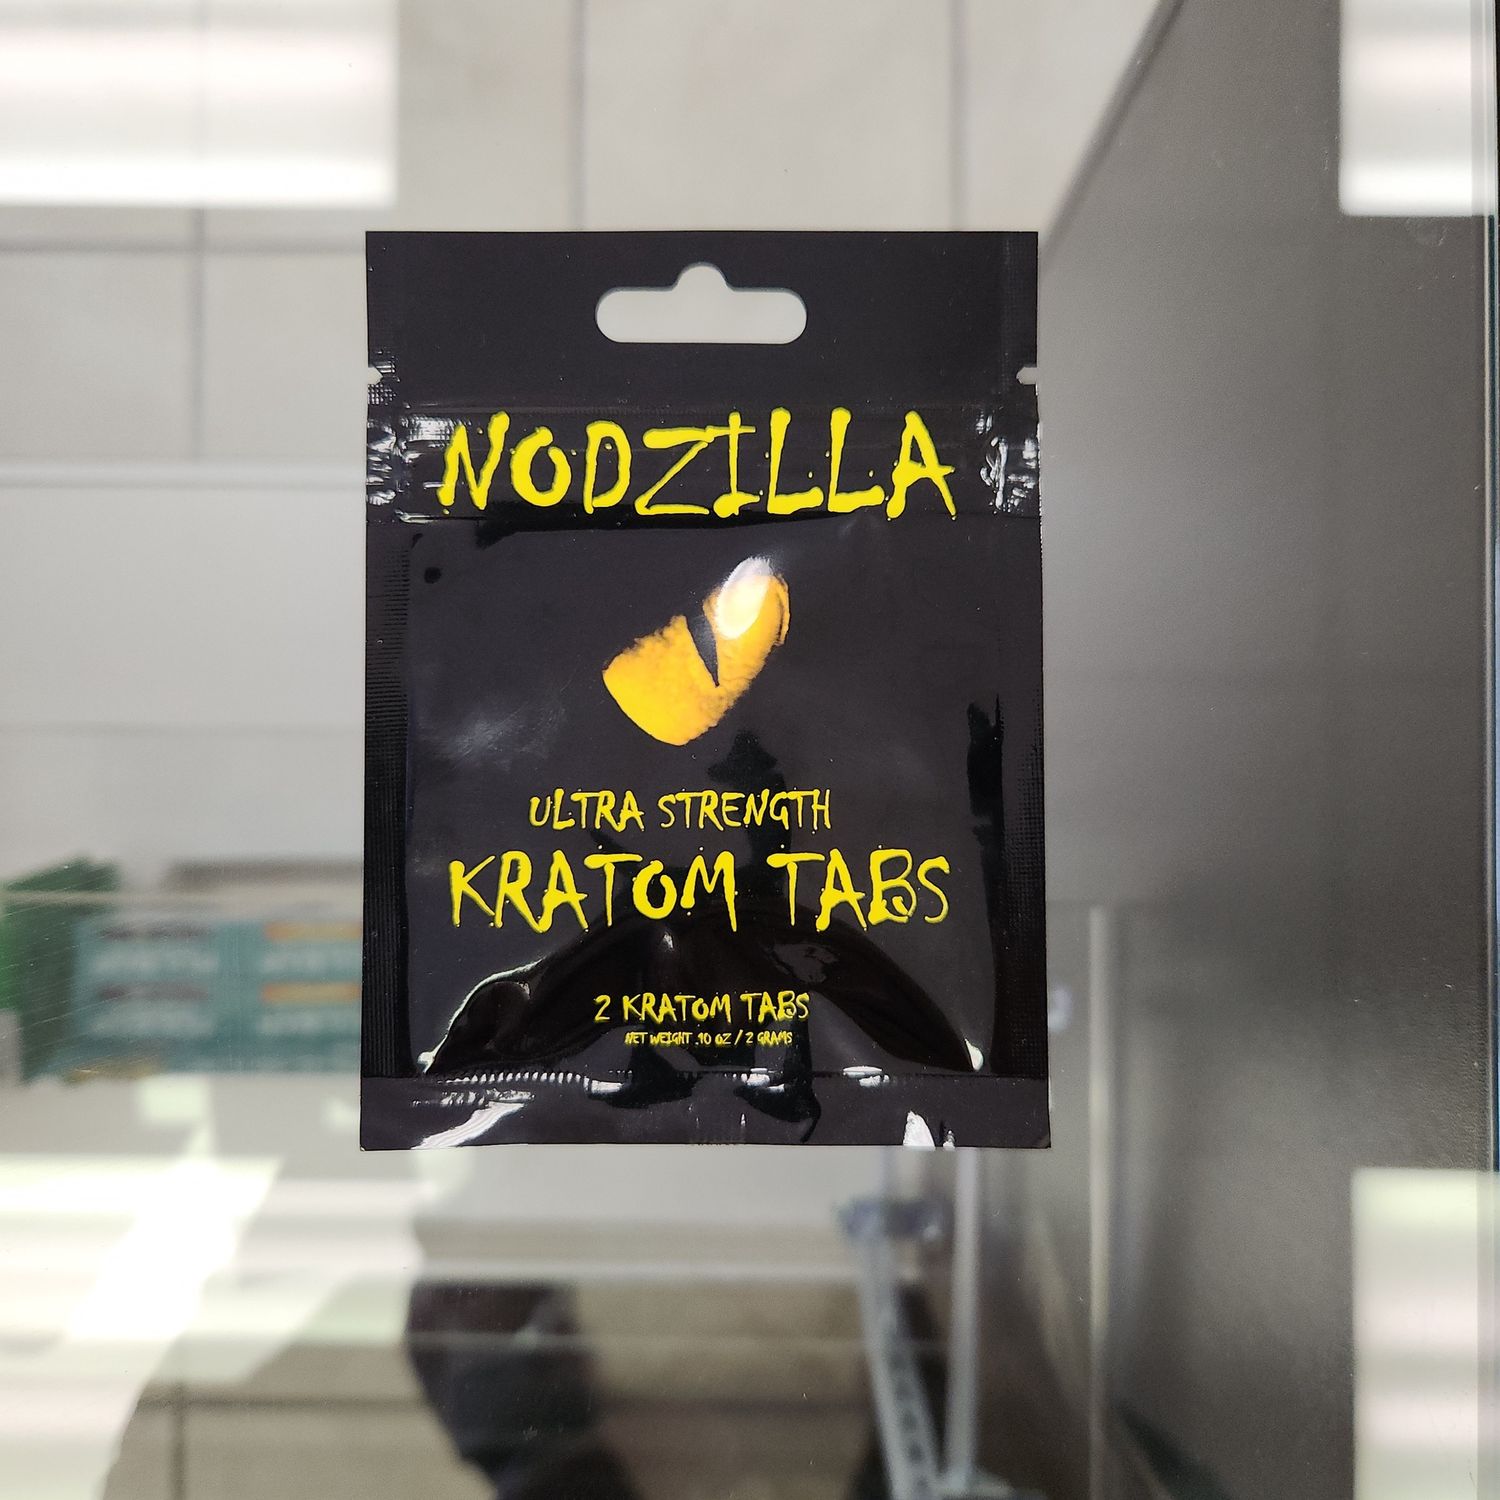 NODZILLA
ULTRA STRENGTH
KRATOM TABS
2 KRATOM TABS
NET WEIGHT .10 OZ / 2 GRAMS